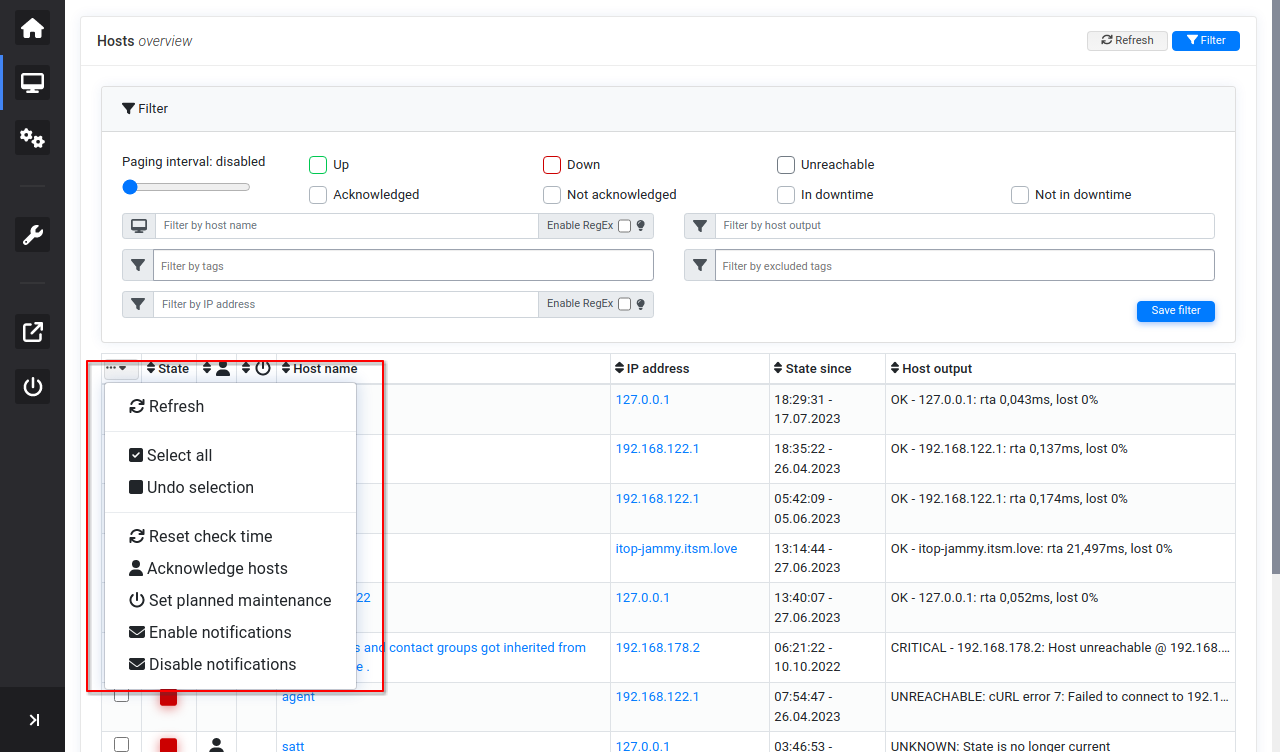 Hosts overview
Refresh
Filter
Filter
Paging interval: disabled
Up
Down
Unreachable
Acknowledged
Not acknowledged
In downtime
Not in downtime
Filter by host name
Enable RegEx
Filter by host output
Filter by tags
Filter by excluded tags
Filter by IP address
Enable RegEx
Save filter
State
Host name
IP address
State since
Host output
Refresh
Select all
Undo selection
Reset check time
Acknowledge hosts
Set planned maintenance
Enable notifications
Disable notifications
127.0.0.1
18:29:31 -
17.07.2023
OK - 127.0.0.1: rta 0,043ms, lost 0%
192.168.122.1
18:35:22 -
26.04.2023
OK - 192.168.122.1: rta 0,137ms, lost 0%
192.168.122.1
05:42:09 -
05.06.2023
OK - 192.168.122.1: rta 0,174ms, lost 0%
itop-jammy.itsm.love
13:14:44 -
27.06.2023
OK - itop-jammy.itsm.love: rta 21,497ms, lost 0%
22
127.0.0.1
13:40:07 -
27.06.2023
OK - 127.0.0.1: rta 0,052ms, lost 0%
s and contact groups got inherited from
e .
192.168.178.2
06:21:22 -
10.10.2022
CRITICAL - 192.168.178.2: Host unreachable @ 192.168....
agent
192.168.122.1
07:54:47 -
26.04.2023
UNREACHABLE: cURL error 7: Failed to connect to 192.1...
satt
127.0.0.1
03:46:53 -
UNKNOWN: State is no longer current